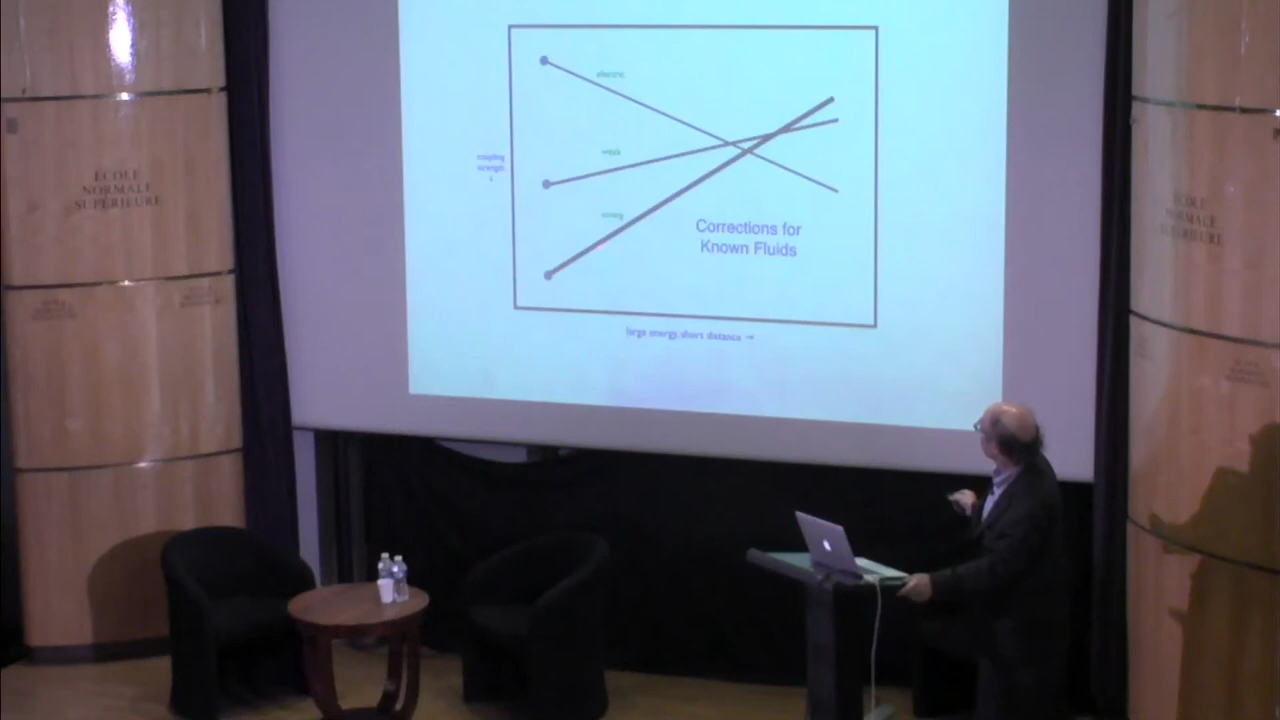 electric
weak
coupling
strength
↓
strong
Corrections for
Known Fluids
large energy, short distance →
ÉCOLE
NORMALE
SUPÉRIEURE
ÉCOLE
NORMALE
SUPÉRIEURE